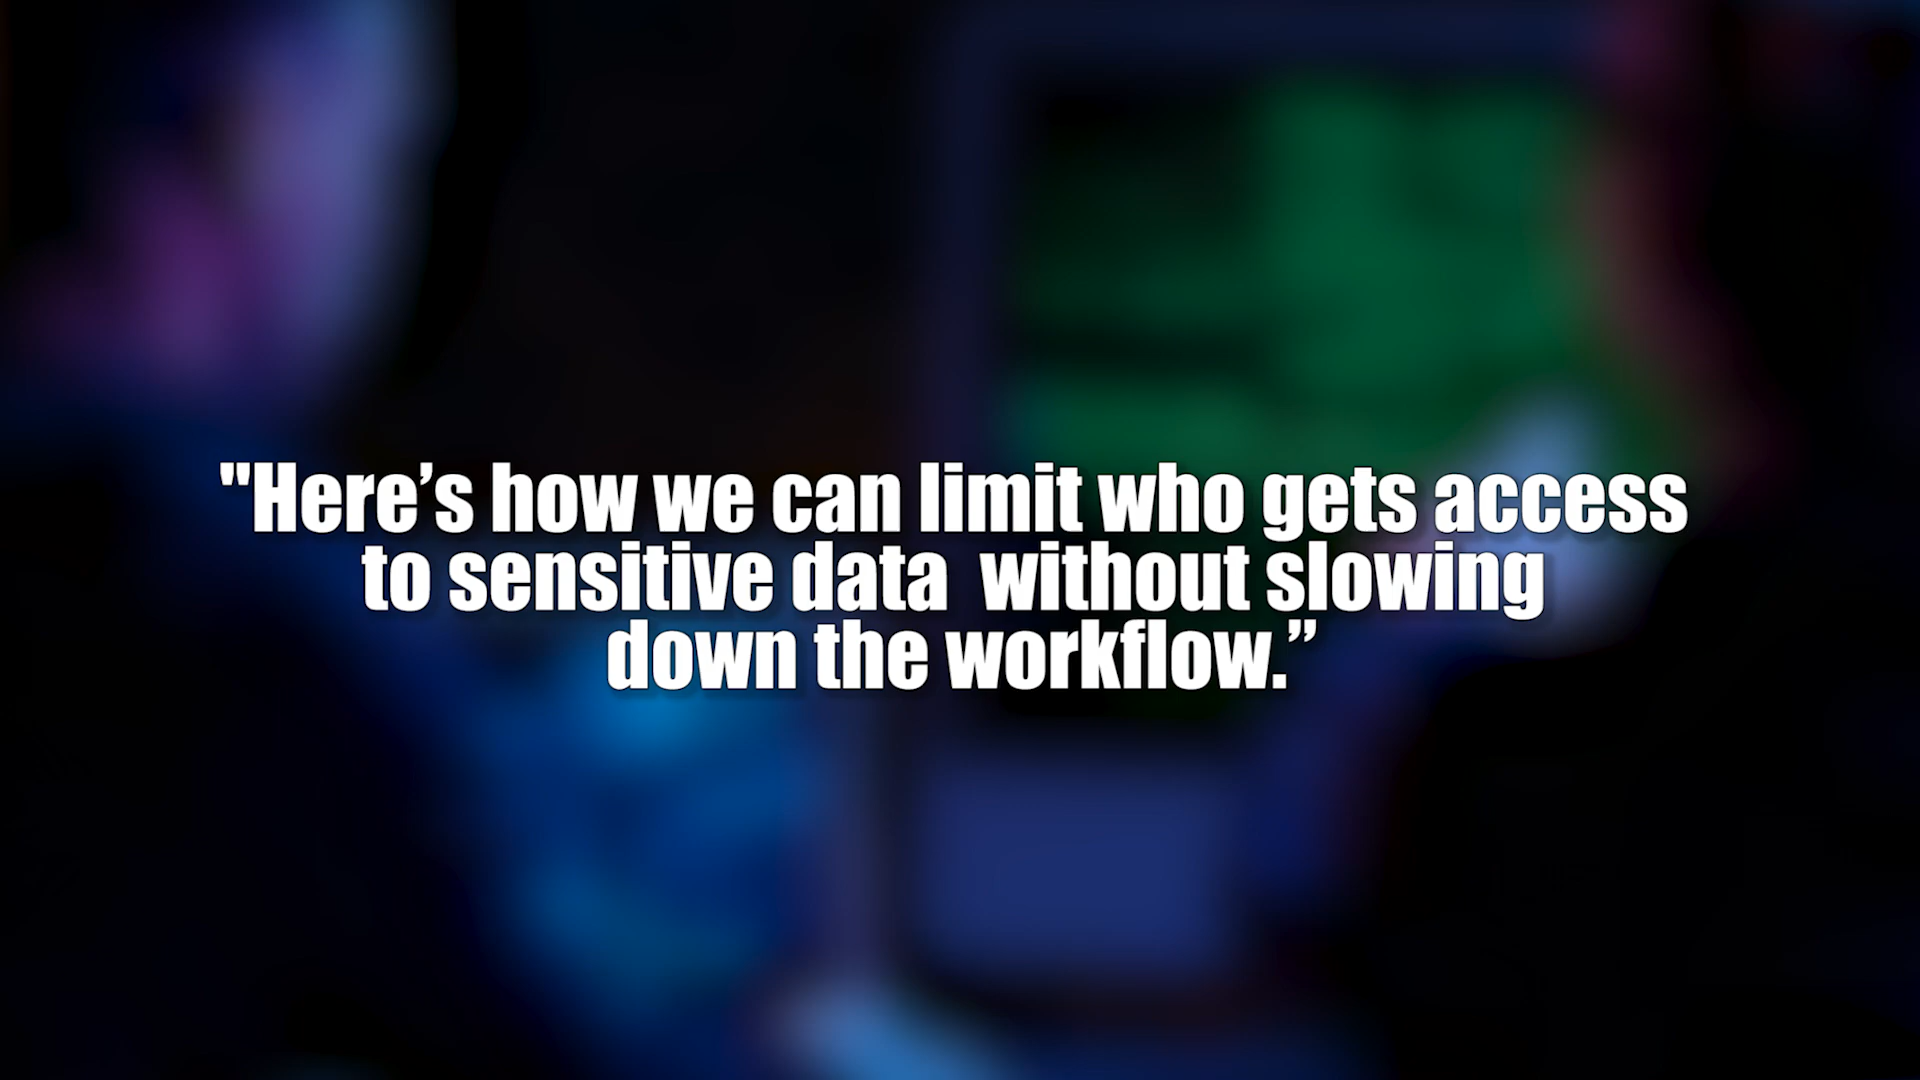 "Here’s how we can limit who gets access
to sensitive data  without slowing
down the workflow.”